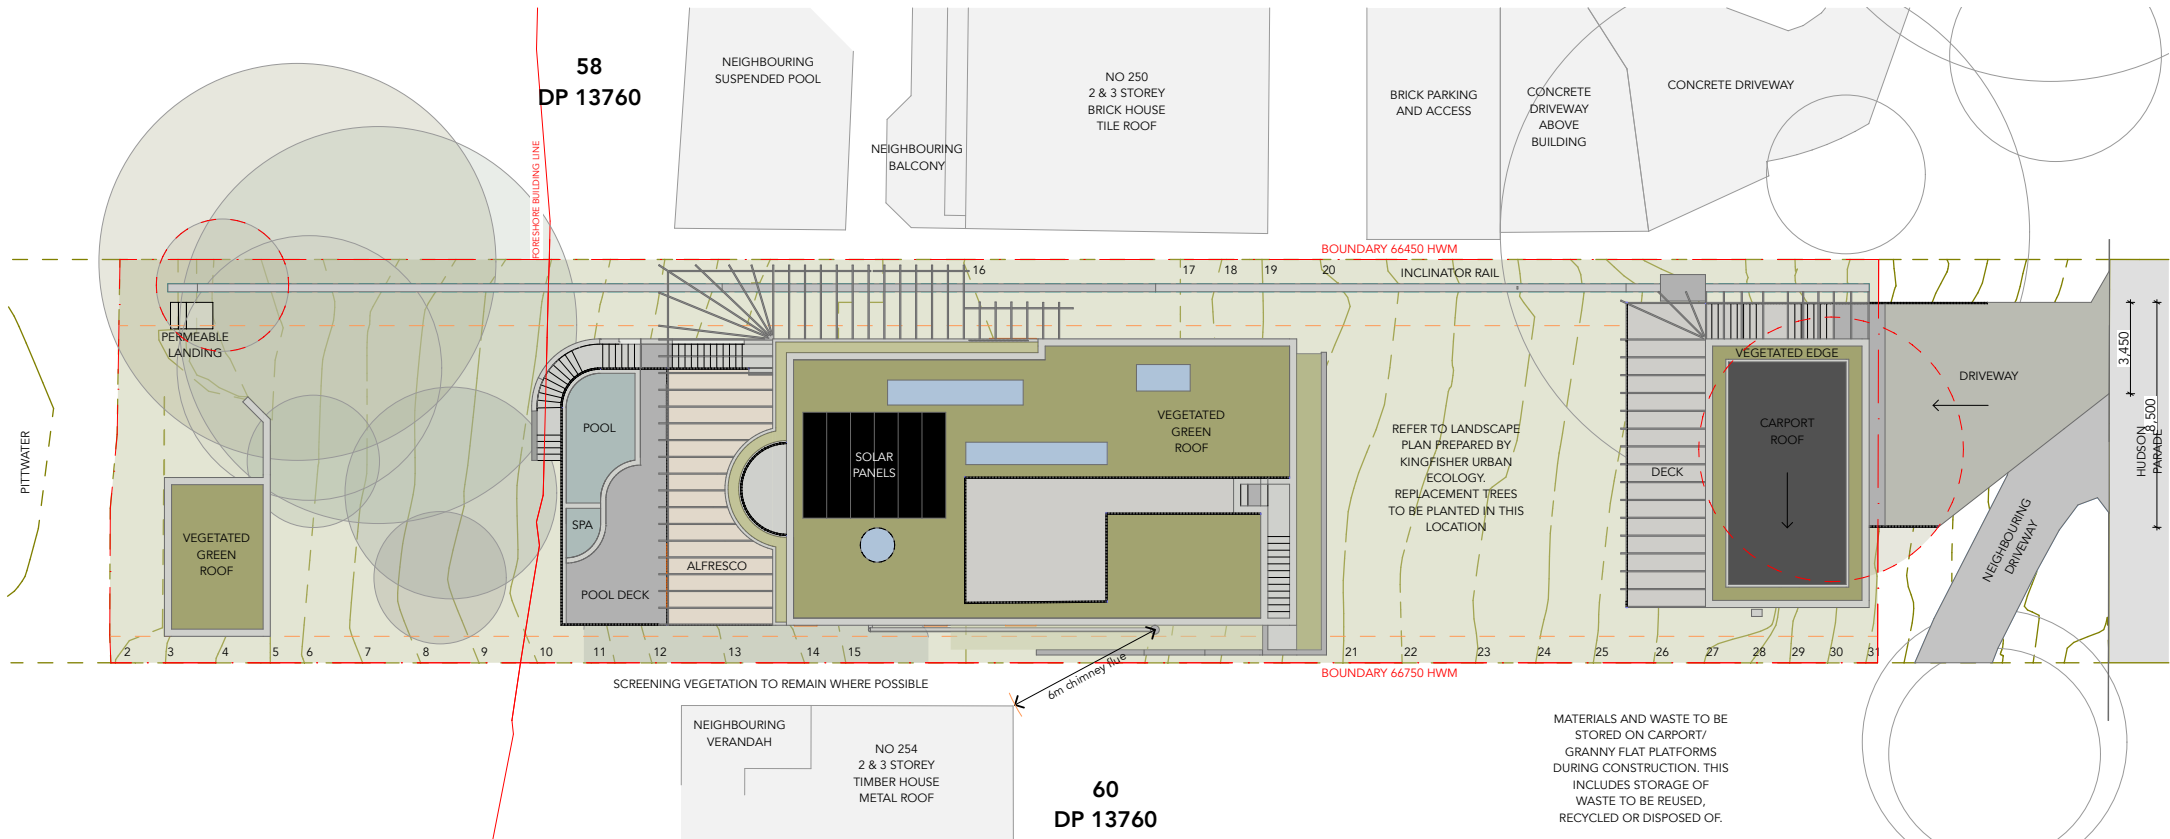 58
DP 13760
NEIGHBOURING
SUSPENDED POOL
NEIGHBOURING
BALCONY
NO 250
2 & 3 STOREY
BRICK HOUSE
TILE ROOF
BRICK PARKING
AND ACCESS
CONCRETE
DRIVEWAY
ABOVE
BUILDING
CONCRETE DRIVEWAY
FORESHORE BUILDING LINE
BOUNDARY 66450 HWM
16
17
18
19
20
INCLINATOR RAIL
PERMEABLE
LANDING
PITTWATER
VEGETATED
GREEN
ROOF
POOL
SPA
POOL DECK
ALFRESCO
SOLAR
PANELS
VEGETATED
GREEN
ROOF
REFER TO LANDSCAPE
PLAN PREPARED BY
KINGFISHER URBAN
ECOLOGY.
REPLACEMENT TREES
TO BE PLANTED IN THIS
LOCATION
DECK
VEGETATED EDGE
CARPORT
ROOF
DRIVEWAY
3,450
8,500
HUDSON
PARADE
NEIGHBOURING
DRIVEWAY
2
3
4
5
6
7
8
9
10
11
12
13
14
15
21
22
23
24
25
26
27
28
29
30
31
SCREENING VEGETATION TO REMAIN WHERE POSSIBLE
6m chimney flue
BOUNDARY 66750 HWM
NEIGHBOURING
VERANDAH
NO 254
2 & 3 STOREY
TIMBER HOUSE
METAL ROOF
60
DP 13760
MATERIALS AND WASTE TO BE
STORED ON CARPORT/
GRANNY FLAT PLATFORMS
DURING CONSTRUCTION. THIS
INCLUDES STORAGE OF
WASTE TO BE REUSED,
RECYCLED OR DISPOSED OF.